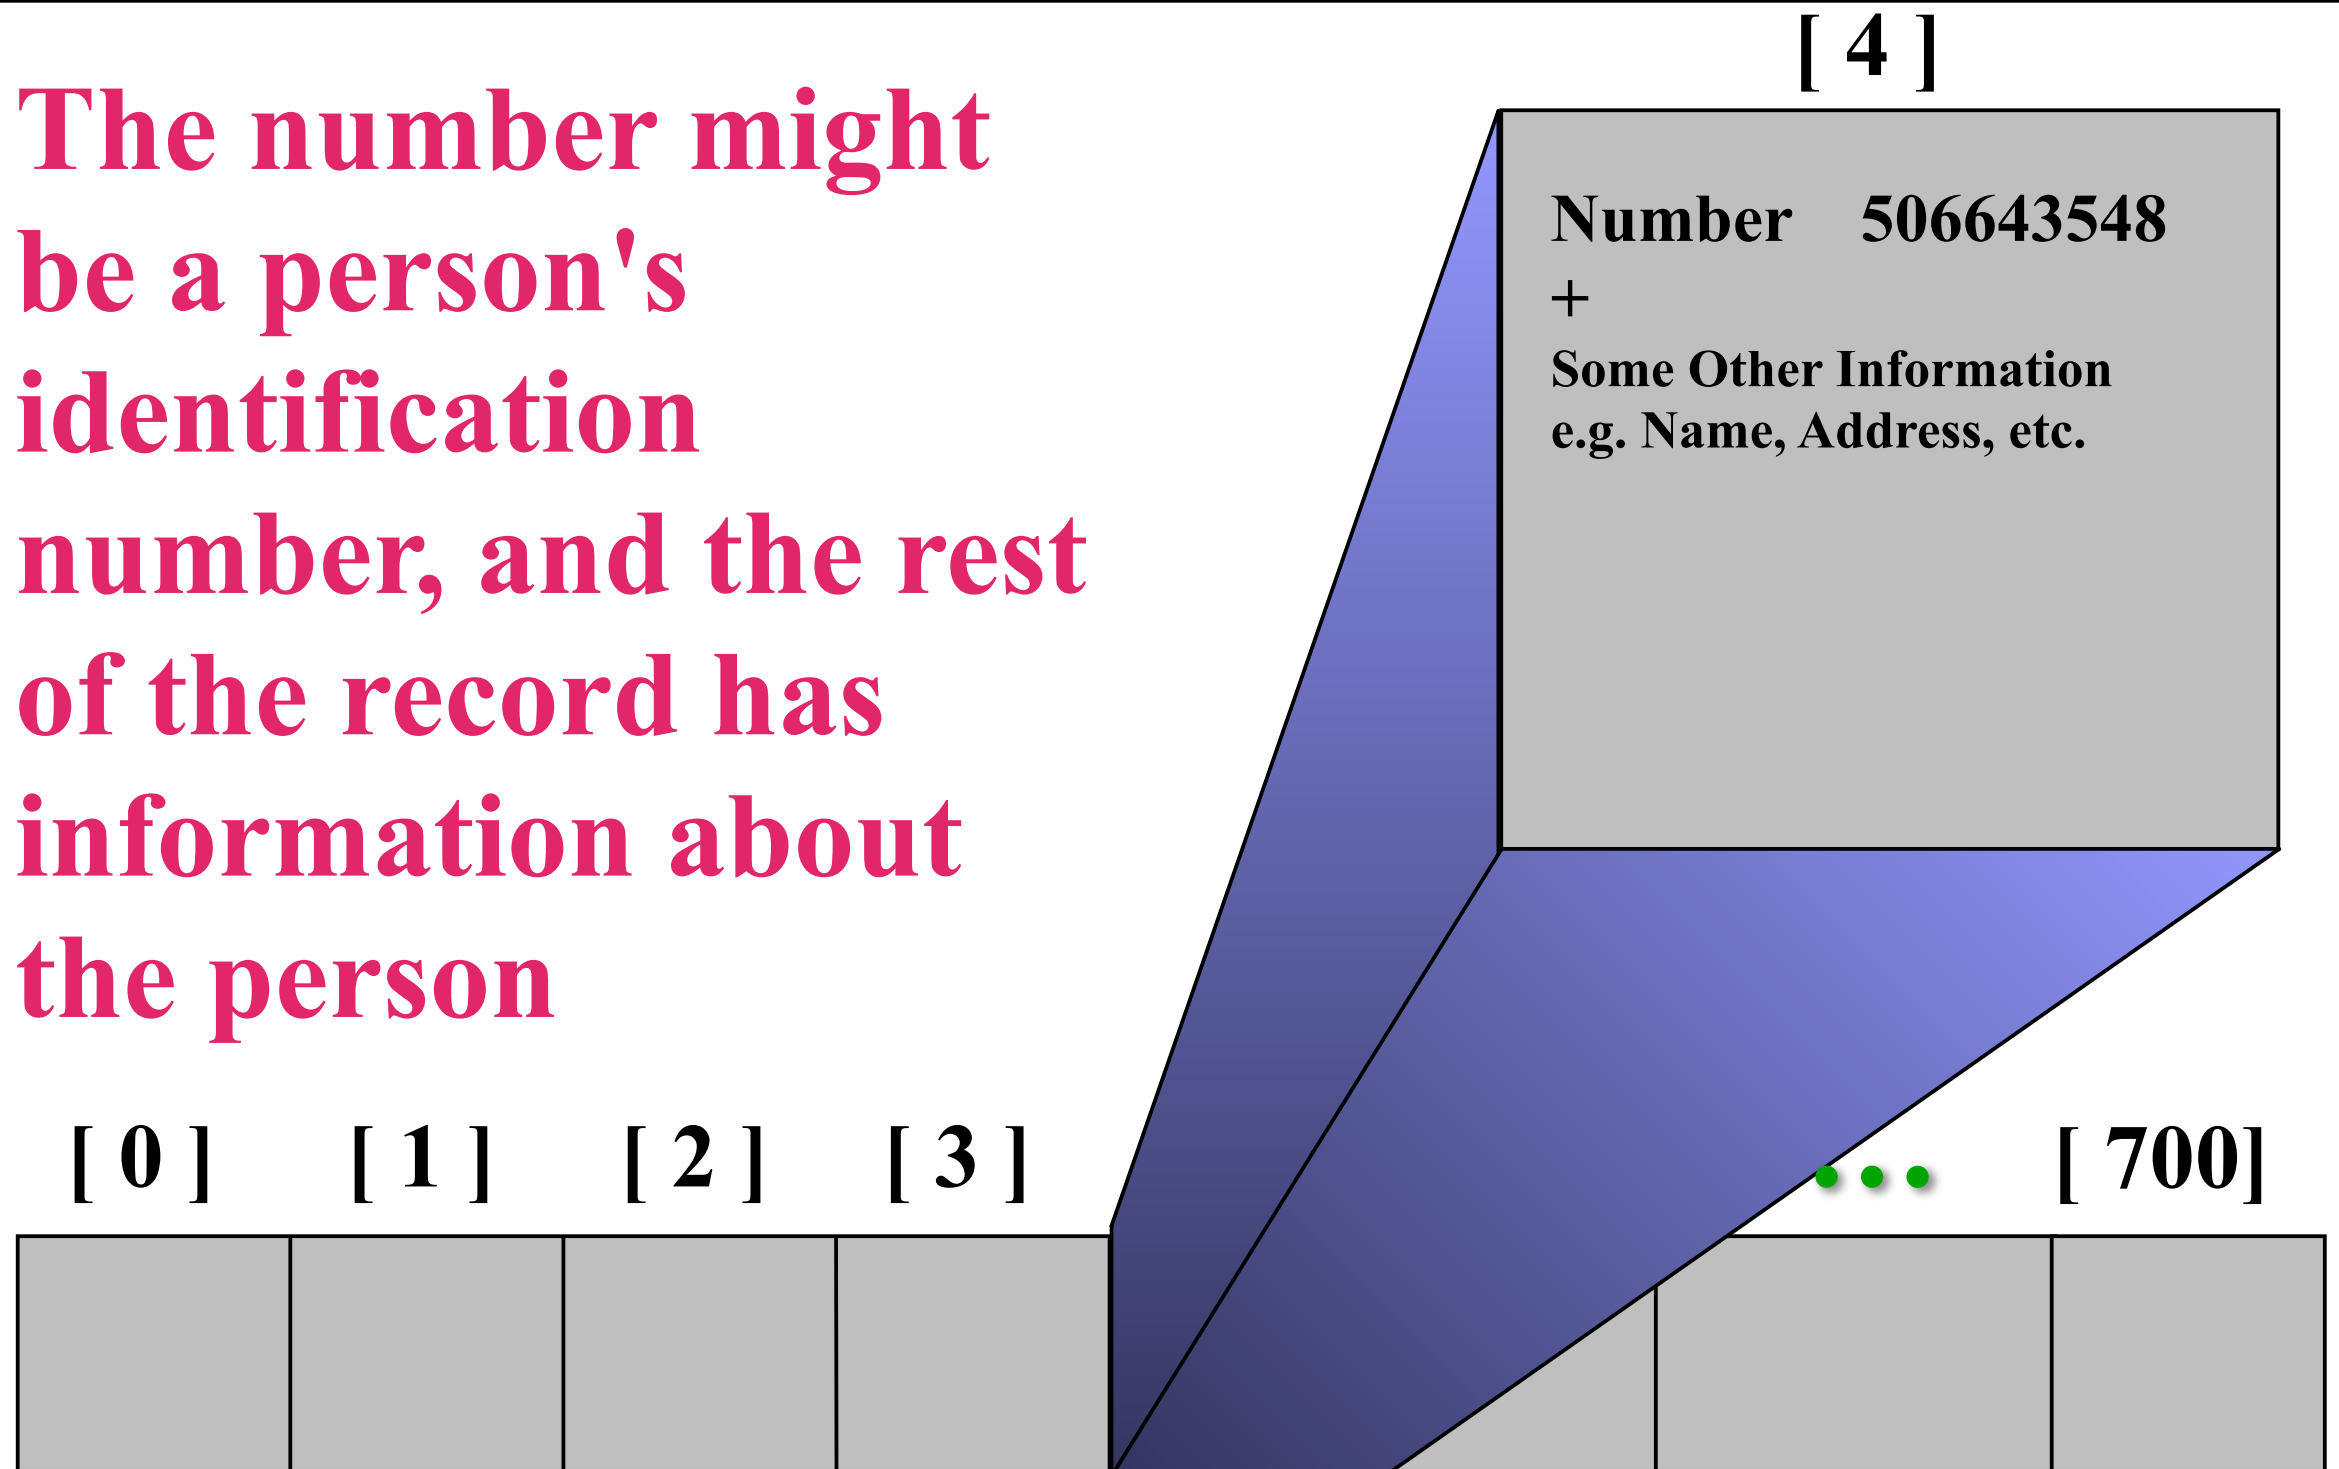 [ 4 ]
The number might
be a person's
identification
number, and the rest
of the record has
information about
the person
Number 506643548
+
Some Other Information
e.g. Name, Address, etc.
[ 0 ] [ 1 ] [ 2 ] [ 3 ] ... [ 700]